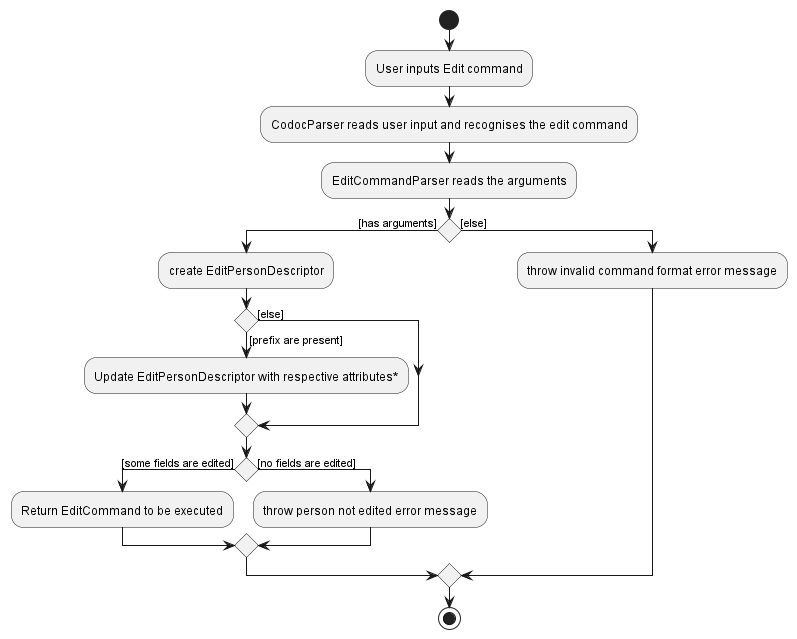 User inputs Edit command
CodocParser reads user input and recognises the edit command
EditCommandParser reads the arguments
[has arguments]
[else]
create EditPersonDescriptor
throw invalid command format error message
[else]
[prefix are present]
Update EditPersonDescriptor with respective attributes*
[some fields are edited]
[no fields are edited]
Return EditCommand to be executed
throw person not edited error message